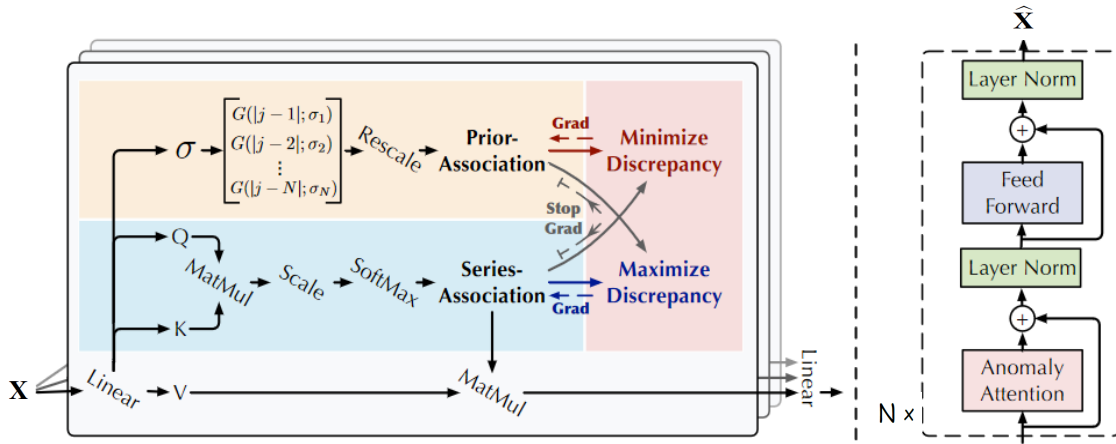 X
Linear
σ
G(|j − 1|; σ₁)
G(|j − 2|; σ₂)
⋮
G(|j − N|; σ_N)
Rescale
Prior-
Association
Grad
Minimize
Discrepancy
Stop
Grad
Q
K
MatMul
Scale
SoftMax
Series-
Association
Grad
Maximize
Discrepancy
V
MatMul
Linear
X̂
Layer Norm
+
Feed
Forward
Layer Norm
+
Anomaly
Attention
N ×